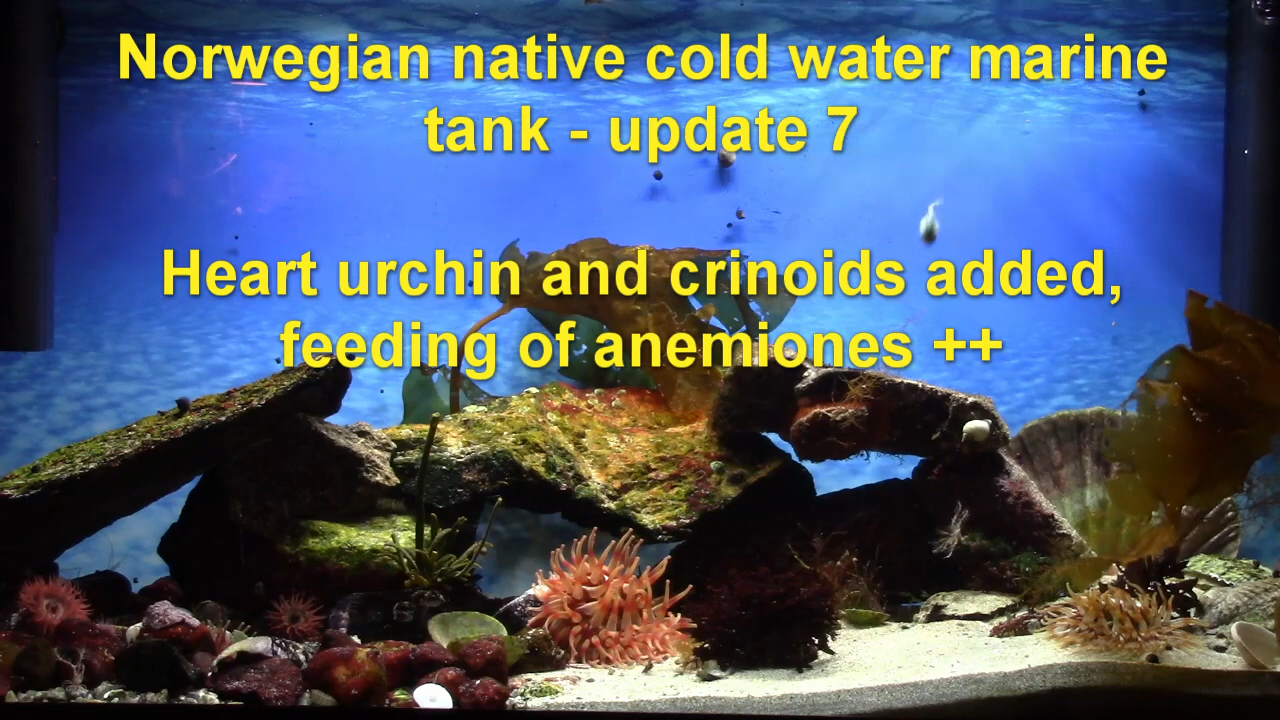 Norwegian native cold water marine
tank - update 7
Heart urchin and crinoids added,
feeding of anemiones ++